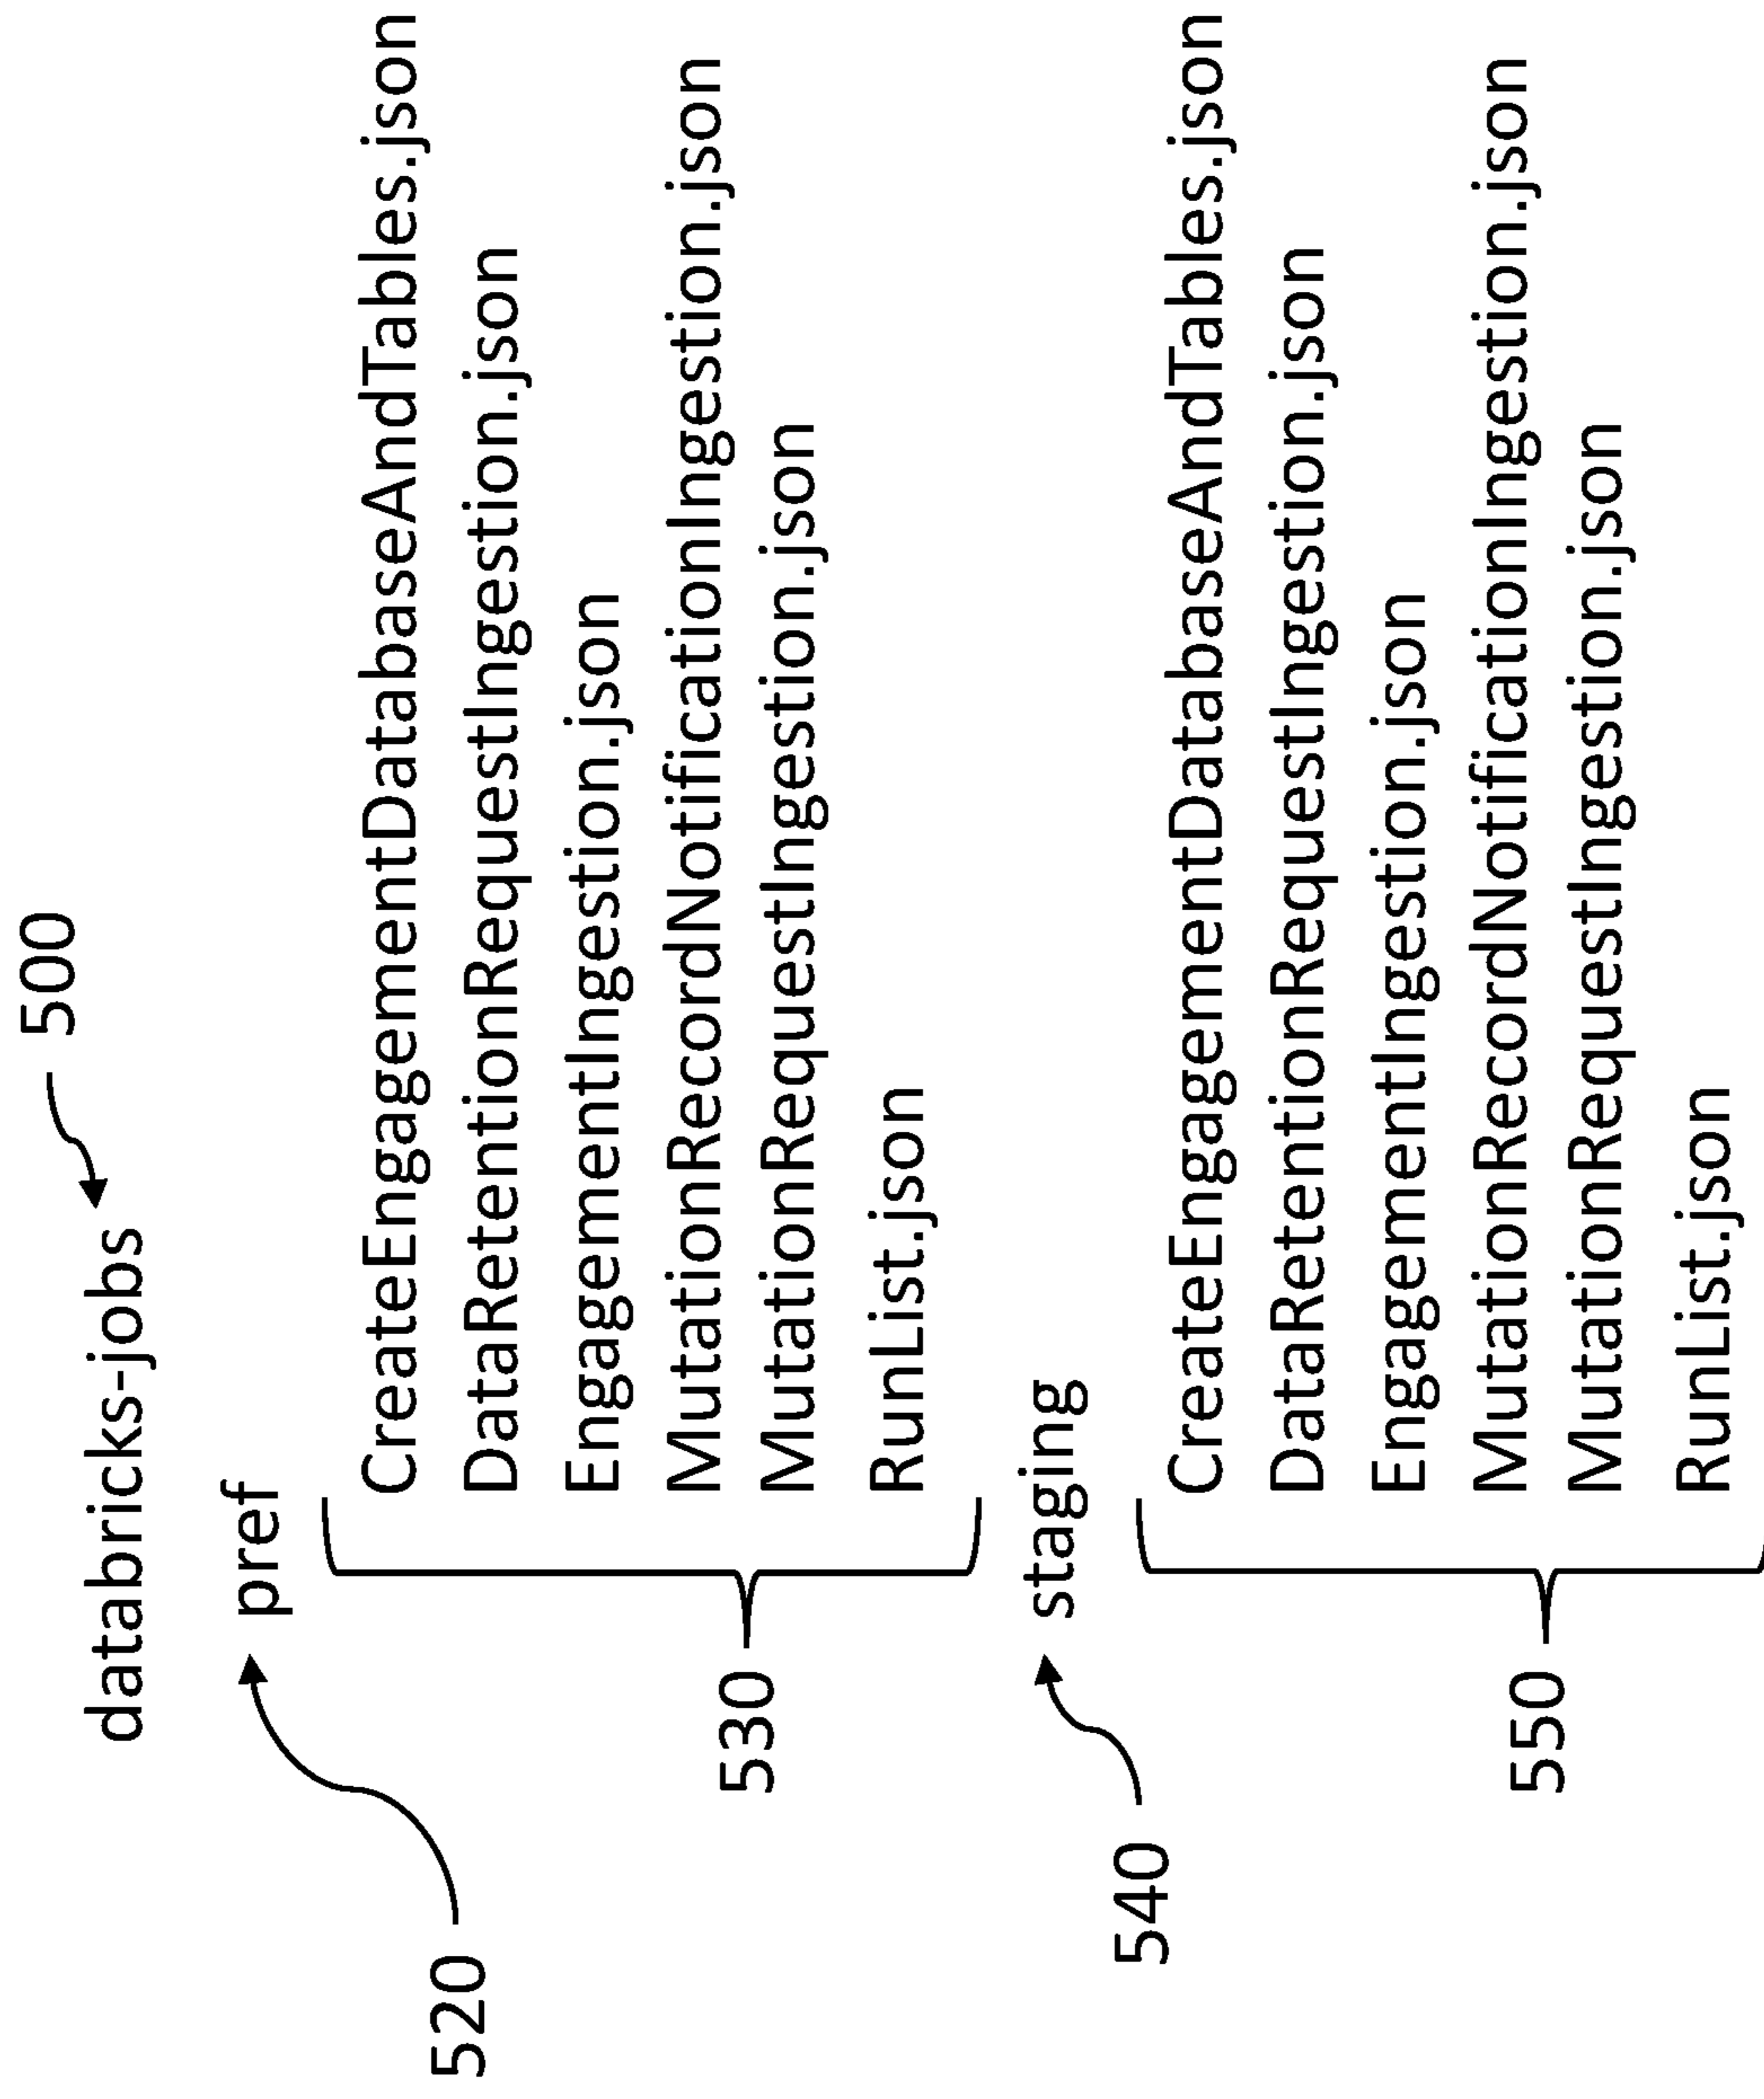 500
databricks-jobs
520
pref
530
CreateEngagementDatabaseAndTables.json
DataRetentionRequestIngestion.json
EngagementIngestion.json
MutationRecordNotificationIngestion.json
MutationRequestIngestion.json
RunList.json
540
staging
550
CreateEngagementDatabaseAndTables.json
DataRetentionRequestIngestion.json
EngagementIngestion.json
MutationRecordNotificationIngestion.json
MutationRequestIngestion.json
RunList.json